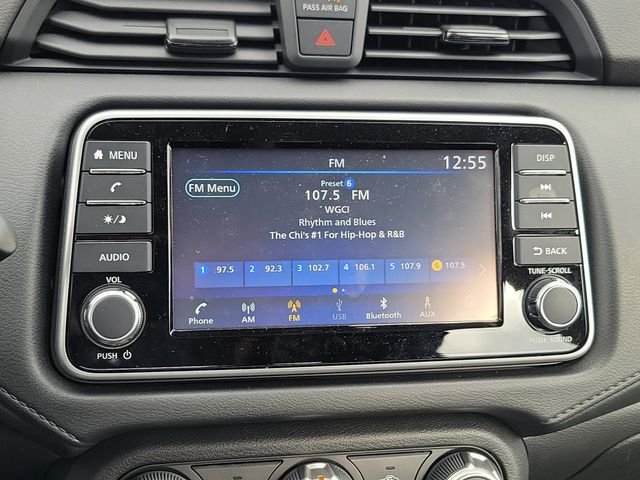 PASS AIR BAG
MENU
FM
12:55
DISP
FM Menu
Preset 6
107.5 FM
WGCI
Rhythm and Blues
The Chi's #1 For Hip-Hop & R&B
AUDIO
BACK
1 97.5 2 92.3 3 102.7 4 106.1 5 107.9 6 107.5
VOL
TUNE·SCROLL
Phone AM FM USB Bluetooth AUX
PUSH
PUSH SOUND